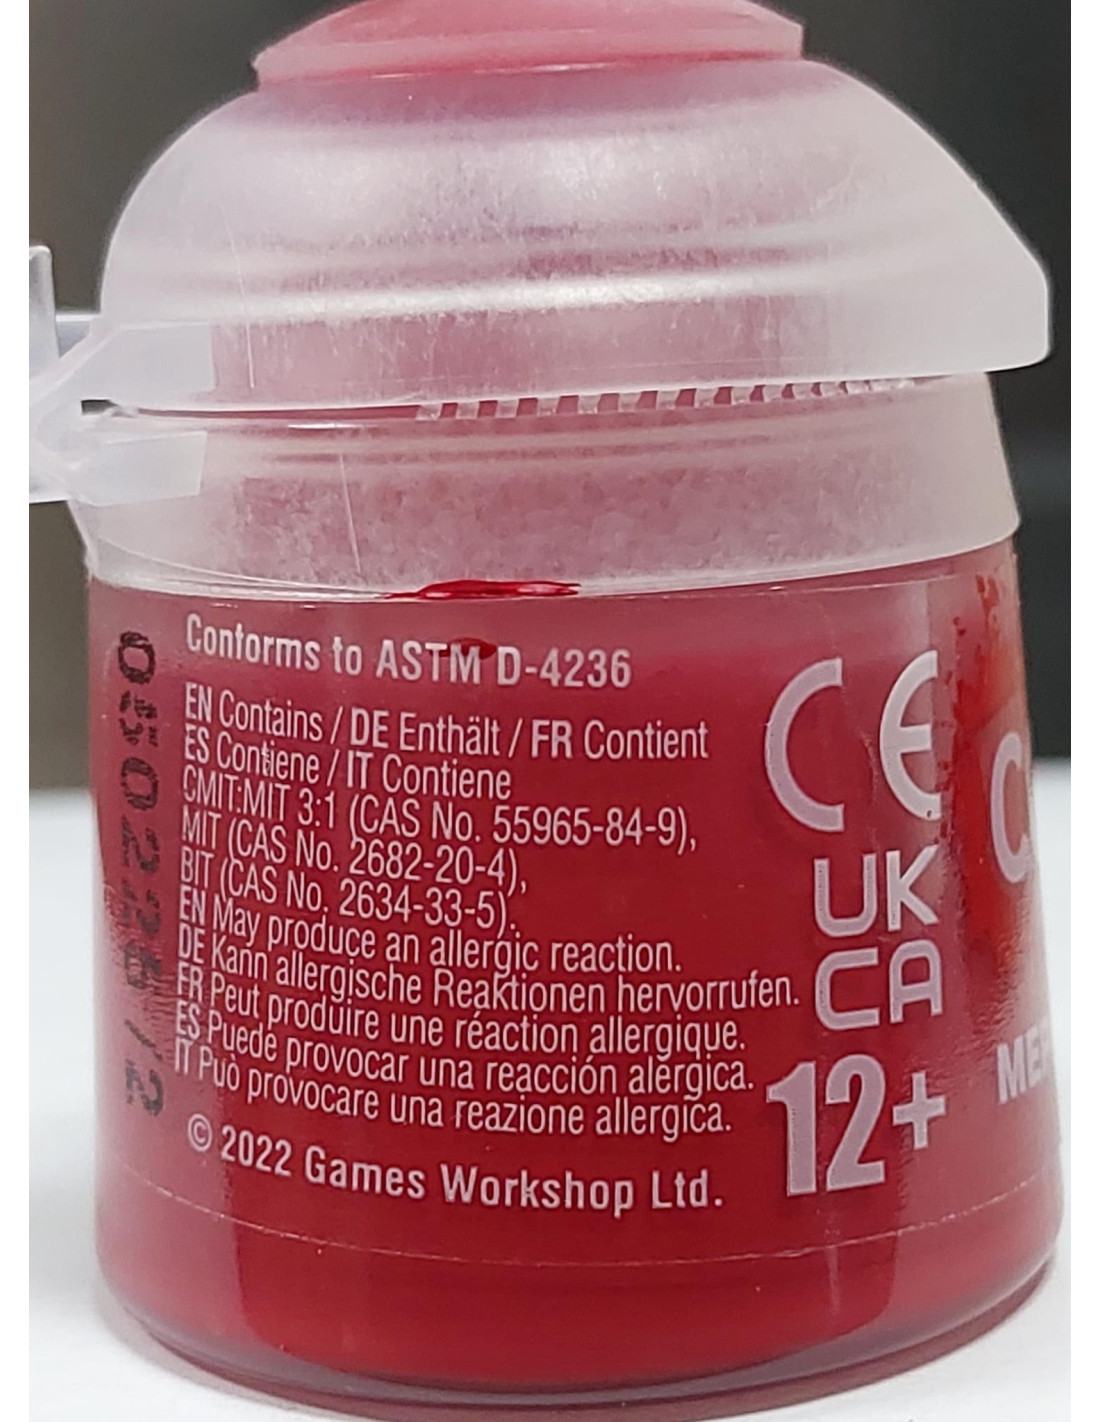 Conforms to ASTM D-4236
EN Contains / DE Enthält / FR Contient
ES Contiene / IT Contiene
CMIT:MIT 3:1 (CAS No. 55965-84-9),
MIT (CAS No. 2682-20-4),
BIT (CAS No. 2634-33-5).
EN May produce an allergic reaction.
DE Kann allergische Reaktionen hervorrufen.
FR Peut produire une réaction allergique.
ES Puede provocar una reacción alérgica.
IT Può provocare una reazione allergica.
© 2022 Games Workshop Ltd.
CE
UK
CA
12+